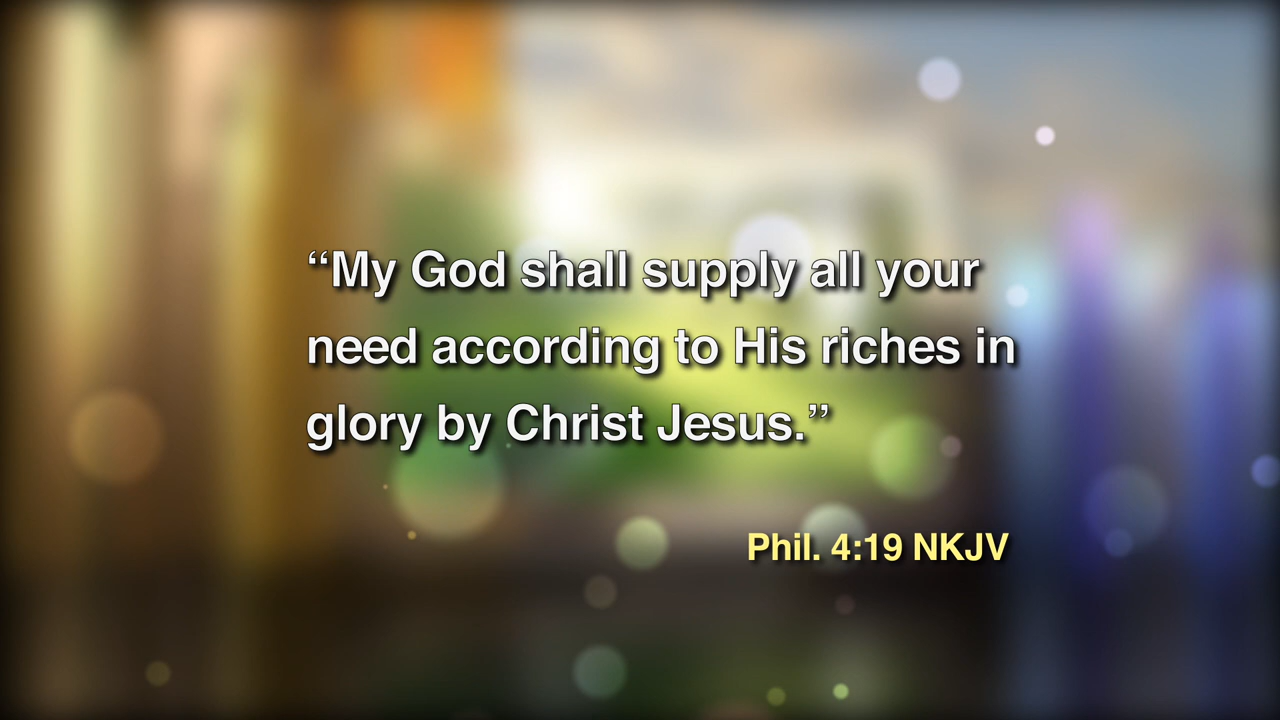 “My God shall supply all your
need according to His riches in
glory by Christ Jesus.”
Phil. 4:19 NKJV